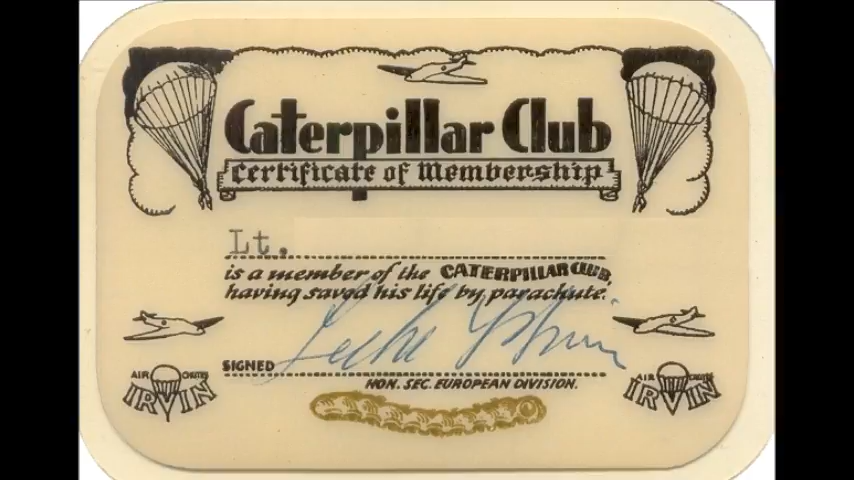 Caterpillar Club
Certificate of Membership
Lt.
is a member of the CATERPILLAR CLUB,
having saved his life by parachute.
SIGNED
HON. SEC. EUROPEAN DIVISION.
AIR CHUTES
IRVIN
AIR CHUTES
IRVIN